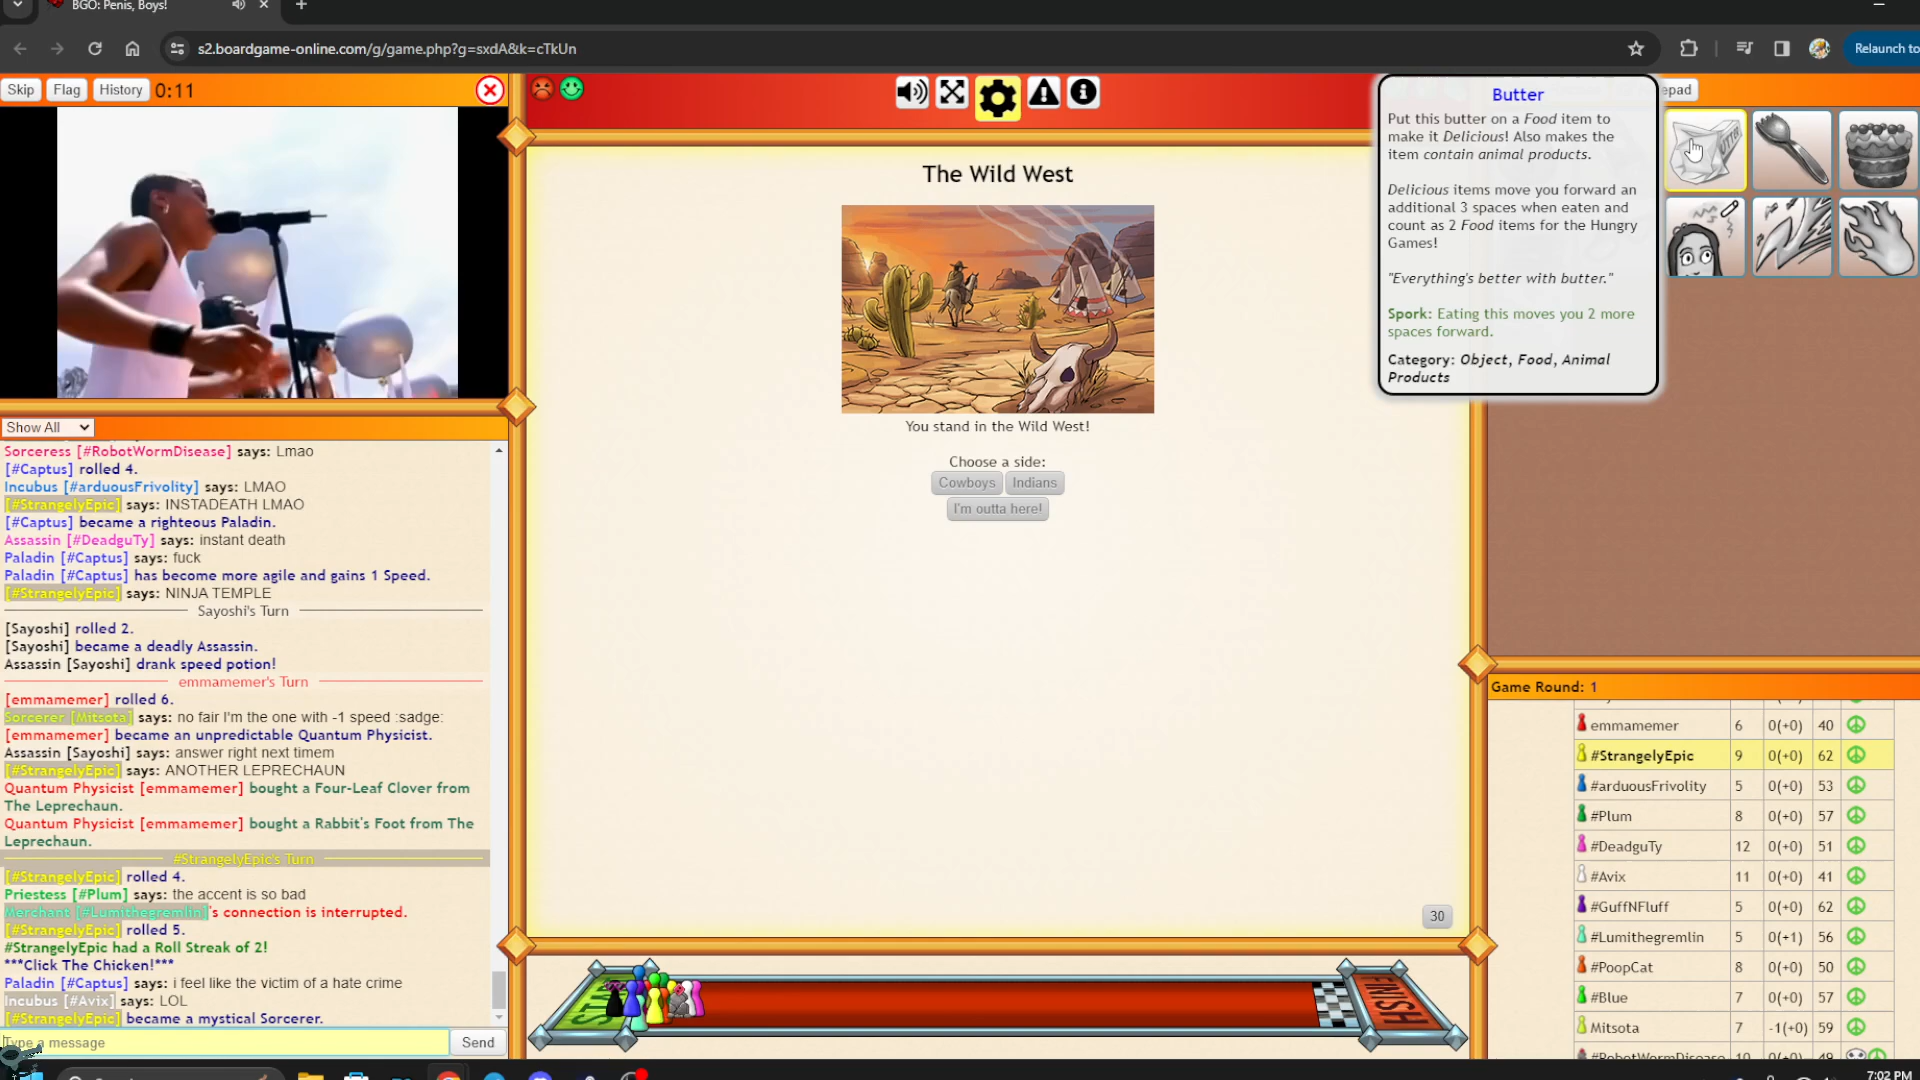 BGO: Penis, Boys!
s2.boardgame-online.com/g/game.php?g=sxdA&k=cTkUn
Relaunch to
Skip
Flag
History
0:11
epad
Butter
Put this butter on a Food item to
make it Delicious! Also makes the
item contain animal products.
Delicious items move you forward an
additional 3 spaces when eaten and
count as 2 Food items for the Hungry
Games!
"Everything's better with butter."
Spork: Eating this moves you 2 more
spaces forward.
Category: Object, Food, Animal
Products
UTTER
The Wild West
You stand in the Wild West!
Choose a side:
Cowboys
Indians
I'm outta here!
30
Show All
Sorceress [#RobotWormDisease] says: Lmao
[#Captus] rolled 4.
Incubus [#arduousFrivolity] says: LMAO
[#StrangelyEpic] says: INSTADEATH LMAO
[#Captus] became a righteous Paladin.
Assassin [#DeadguTy] says: instant death
Paladin [#Captus] says: fuck
Paladin [#Captus] has become more agile and gains 1 Speed.
[#StrangelyEpic] says: NINJA TEMPLE
Sayoshi's Turn
[Sayoshi] rolled 2.
[Sayoshi] became a deadly Assassin.
Assassin [Sayoshi] drank speed potion!
emmamemer's Turn
[emmamemer] rolled 6.
Sorcerer [Mitsota] says: no fair I'm the one with -1 speed :sadge:
[emmamemer] became an unpredictable Quantum Physicist.
Assassin [Sayoshi] says: answer right next timem
[#StrangelyEpic] says: ANOTHER LEPRECHAUN
Quantum Physicist [emmamemer] bought a Four-Leaf Clover from
The Leprechaun.
Quantum Physicist [emmamemer] bought a Rabbit's Foot from The
Leprechaun.
#StrangelyEpic's Turn
[#StrangelyEpic] rolled 4.
Priestess [#Plum] says: the accent is so bad
Merchant [#Lumithegremlin]'s connection is interrupted.
[#StrangelyEpic] rolled 5.
#StrangelyEpic had a Roll Streak of 2!
***Click The Chicken!***
Paladin [#Captus] says: i feel like the victim of a hate crime
Incubus [#Avix] says: LOL
[#StrangelyEpic] became a mystical Sorcerer.
Type a message
Send
FINISH
Game Round: 1
emmamemer 6 0(+0) 40
#StrangelyEpic 9 0(+0) 62
#arduousFrivolity 5 0(+0) 53
#Plum 8 0(+0) 57
#DeadguTy 12 0(+0) 51
#Avix 11 0(+0) 41
#GuffNFluff 5 0(+0) 62
#Lumithegremlin 5 0(+1) 56
#PoopCat 8 0(+0) 50
#Blue 7 0(+0) 57
Mitsota 7 -1(+0) 59
#RobotWormDisease 10 0(+0) 49
7:02 PM